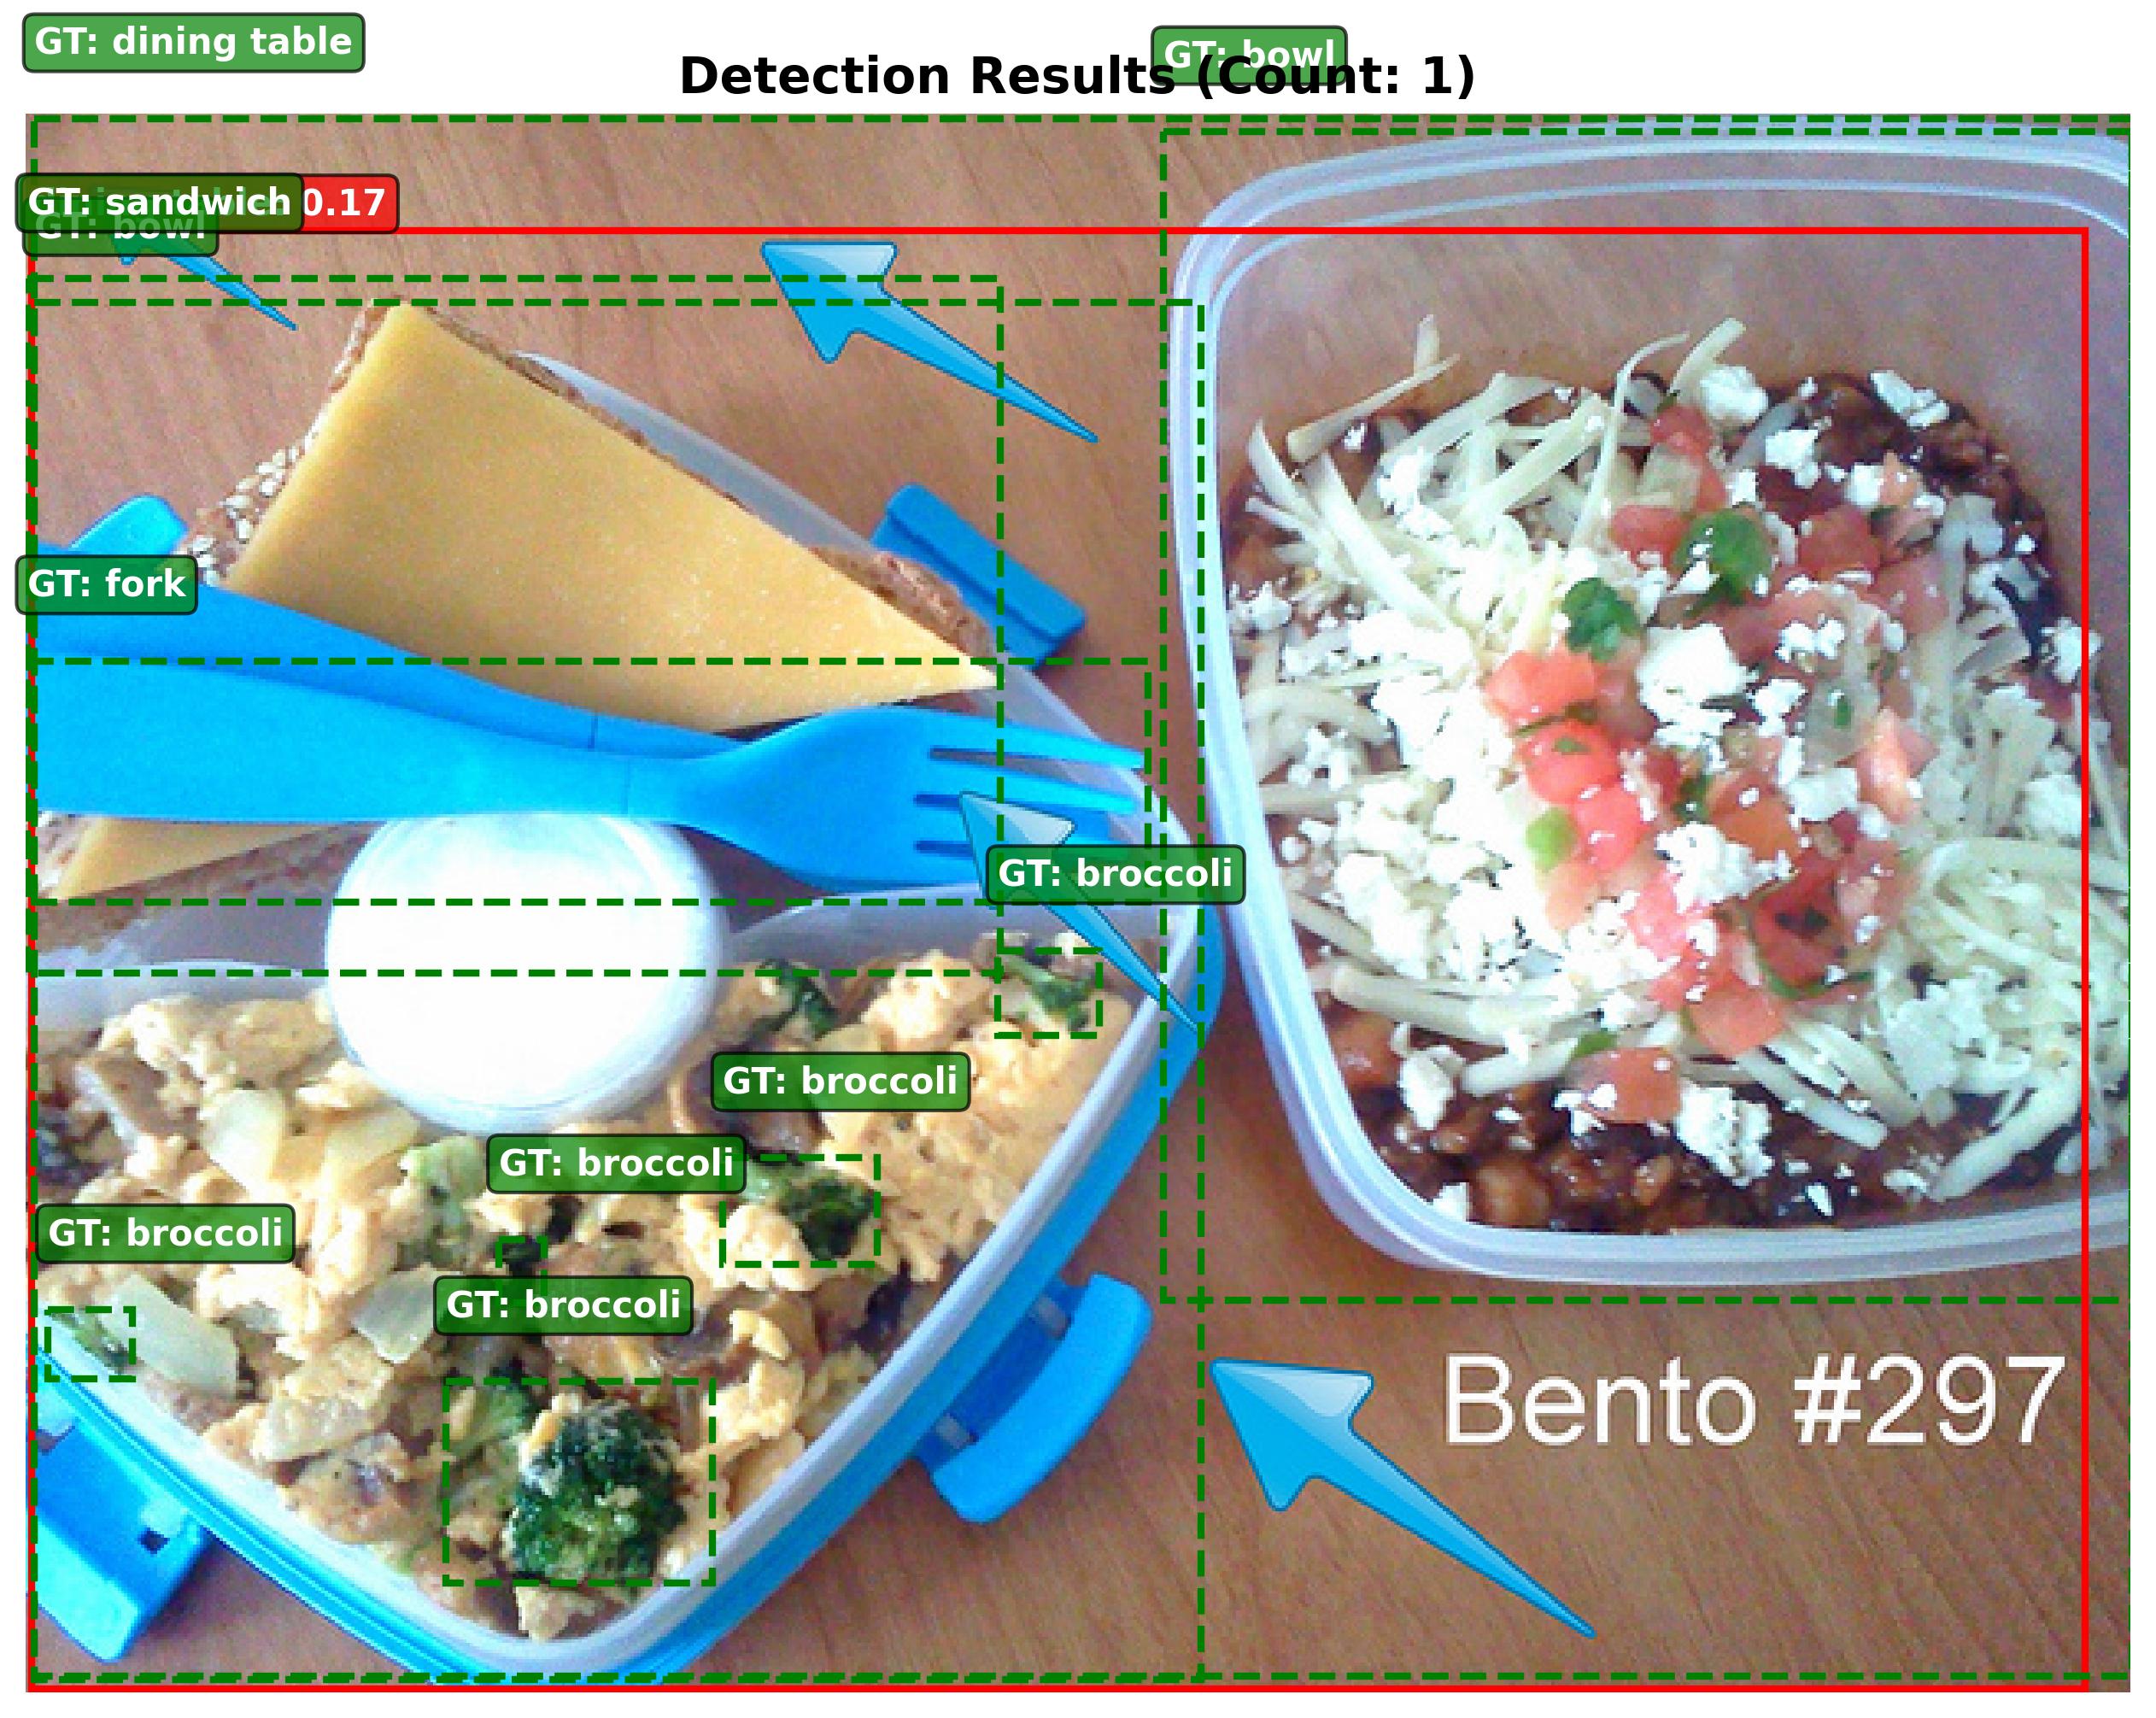 GT: dining table
GT: bowl
Detection Results (Count: 1)
GT: sandwich 0.17
GT: bowl
GT: fork
GT: broccoli
GT: broccoli
GT: broccoli
GT: broccoli
GT: broccoli
Bento #297